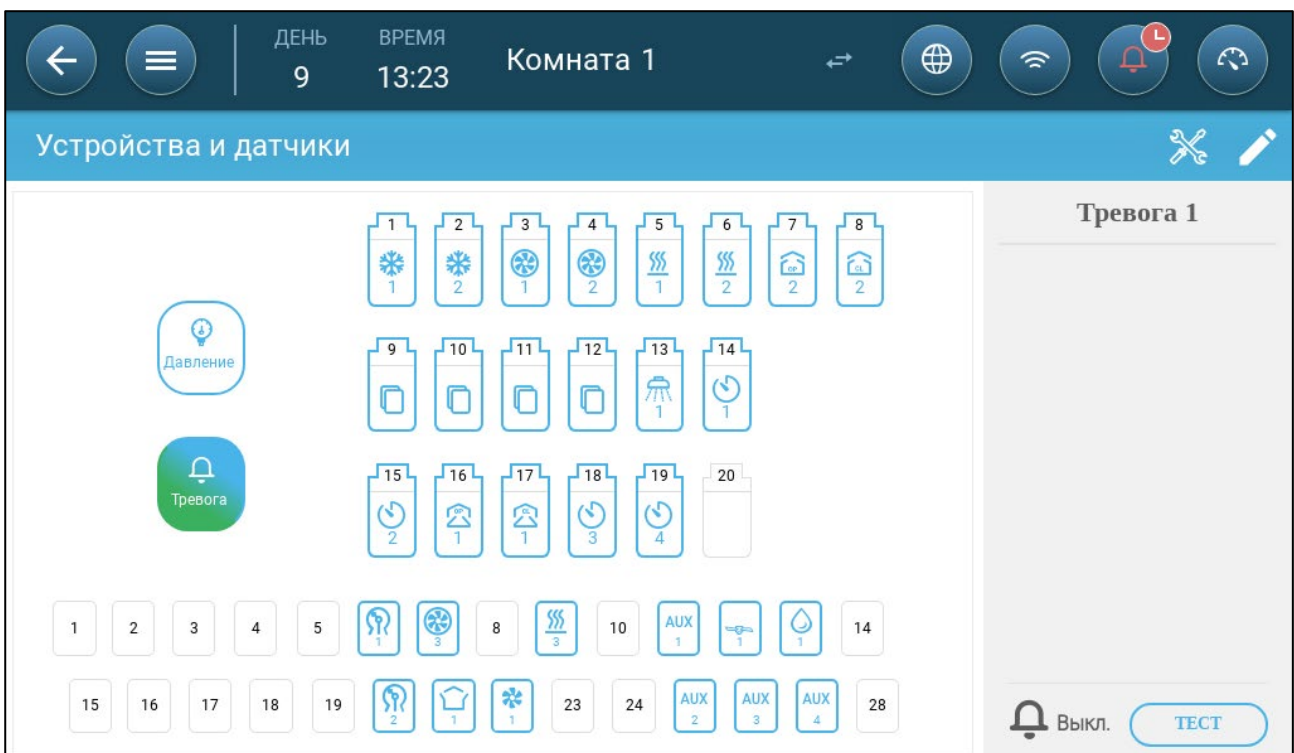 ДЕНЬ ВРЕМЯ
9 13:23 Комната 1
Устройства и датчики
Тревога 1
1 2 3 4 5 6 7 8
OP CL
1 2 1 2 1 2 2 2
Давление
9 10 11 12 13 14
1 1
Тревога
15 16 17 18 19 20
OP CL
2 1 1 3 4
1 2 3 4 5 8 10 AUX 14
1 3 3 1 1 1
15 16 17 18 19 23 24 AUX AUX AUX 28
2 1 1 2 3 4
Выкл. ТЕСТ